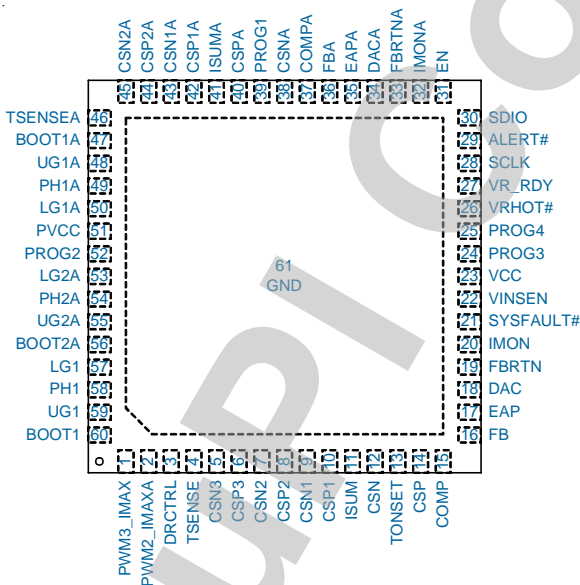 CSN2A
CSP2A
CSN1A
CSP1A
ISUMA
CSPA
PROG1
CSNA
COMPA
FBA
EAPA
DACA
FBRTNA
IMONA
EN
45 44 43 42 41 40 39 38 37 36 35 34 33 32 31
TSENSEA 46
BOOT1A 47
UG1A 48
PH1A 49
LG1A 50
PVCC 51
PROG2 52
LG2A 53
PH2A 54
UG2A 55
BOOT2A 56
LG1 57
PH1 58
UG1 59
BOOT1 60
61
GND
30 SDIO
29 ALERT#
28 SCLK
27 VR_RDY
26 VRHOT#
25 PROG4
24 PROG3
23 VCC
22 VINSEN
21 SYSFAULT#
20 IMON
19 FBRTN
18 DAC
17 EAP
16 FB
1 2 3 4 5 6 7 8 9 10 11 12 13 14 15
PWM3_IMAX
PWM2_IMAXA
DRCTRL
TSENSE
CSN3
CSP3
CSN2
CSP2
CSN1
CSP1
ISUM
CSN
TONSET
CSP
COMP
uPI Co